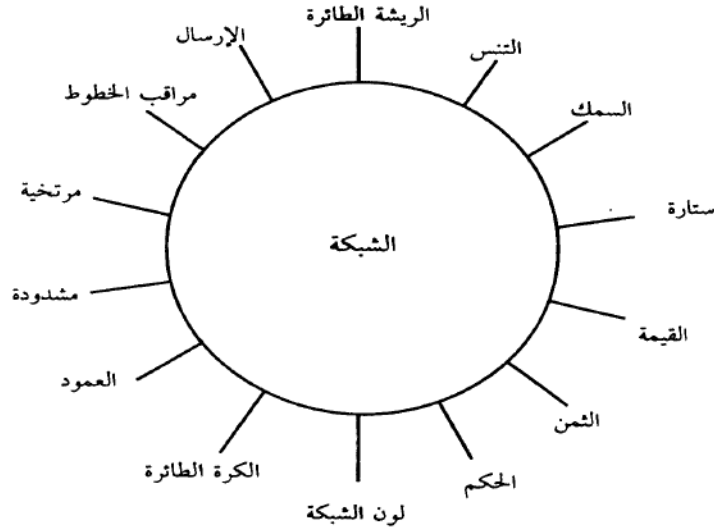 الريشة الطائرة
التنس
السمك
ستارة
القيمة
الثمن
الحكم
لون الشبكة
الكرة الطائرة
العمود
مشدودة
مرتخية
مراقب الخطوط
الإرسال
الشبكة